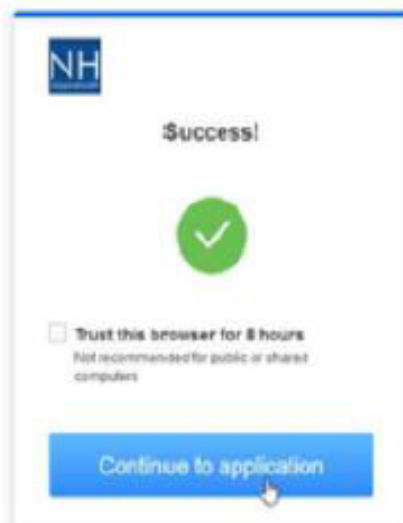 NH
Success!
Trust this browser for 8 hours
Not recommended for public or shared
computers
Continue to application